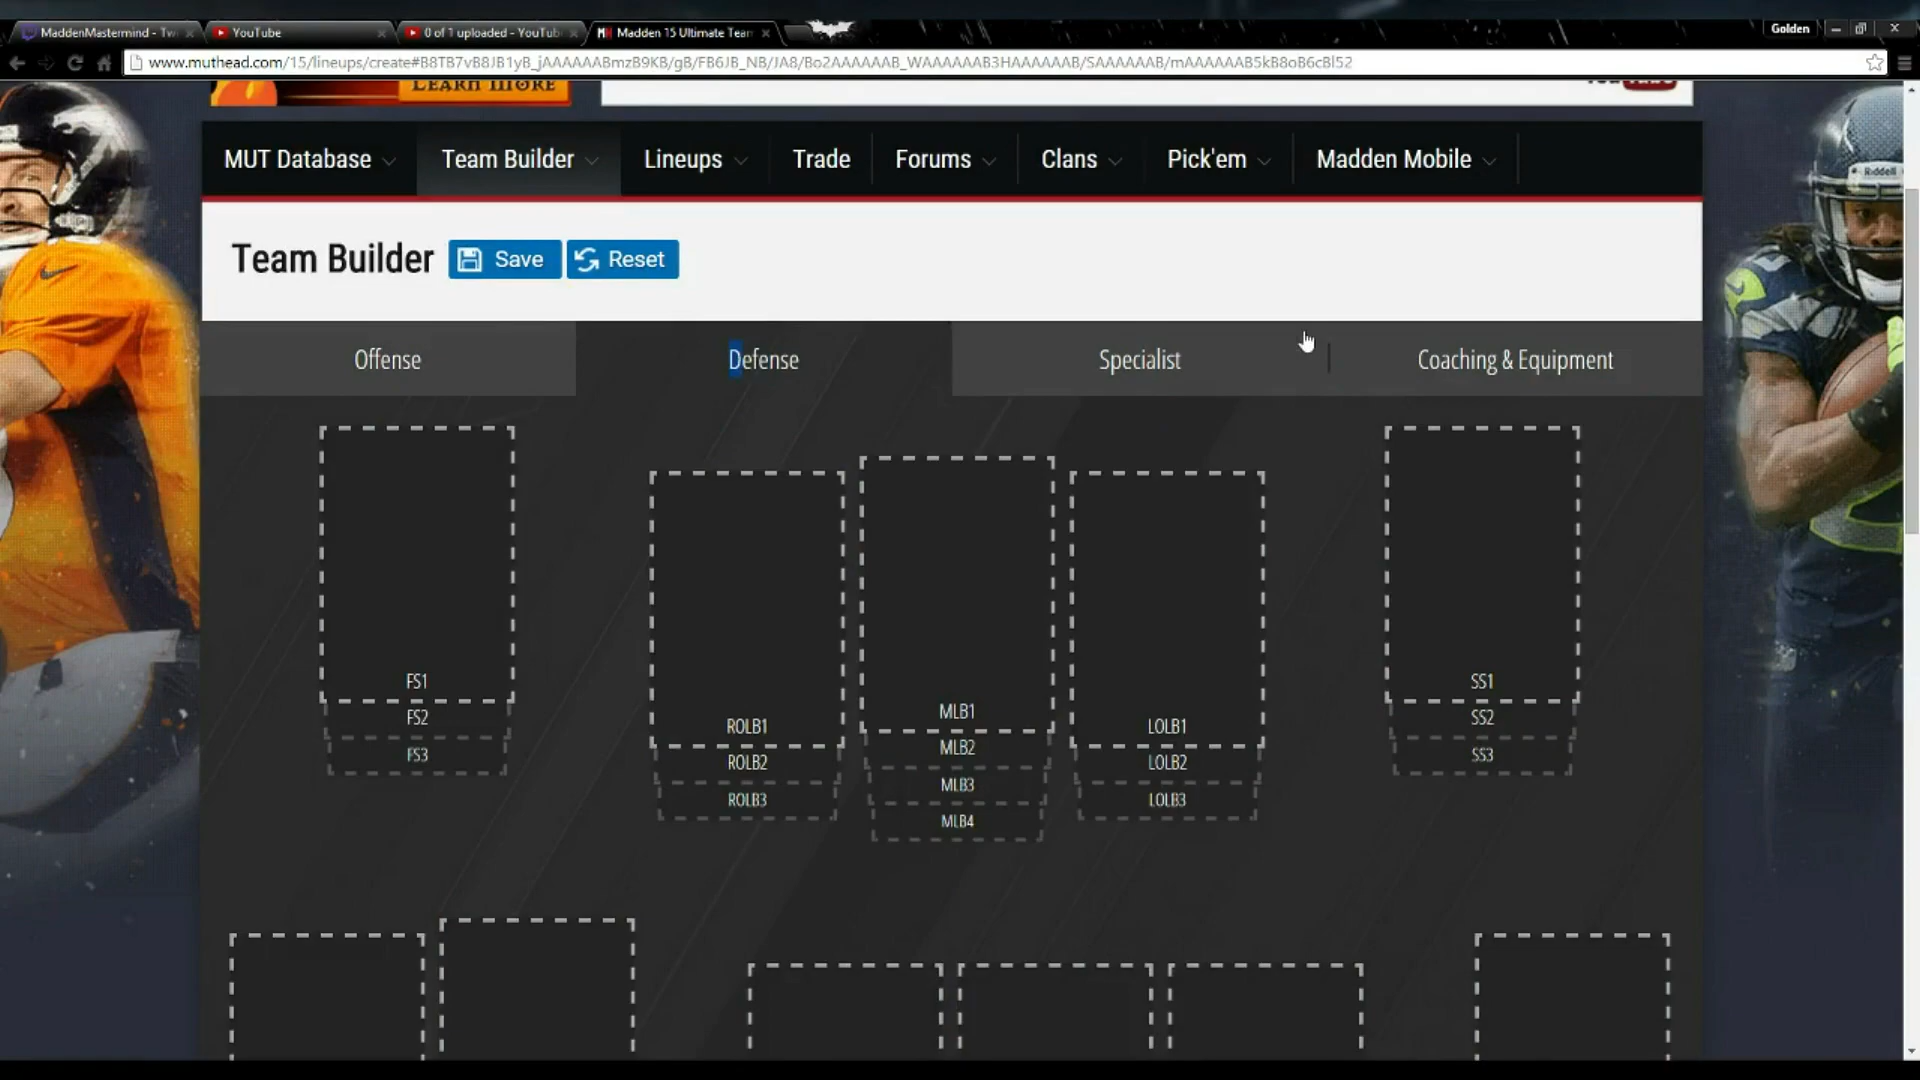 MaddenMastermind - Tw
YouTube
0 of 1 uploaded - YouTub
Madden 15 Ultimate Team
Golden
www.muthead.com/15/lineups/create#B8TB7vB8JB1yB_jAAAAAABmzB9KB/gB/FB6JB_NB/JA8/Bo2AAAAAAB_WAAAAAAB3HAAAAAAB/SAAAAAAB/mAAAAAAB5kB8oB6cBl52
LEARN MORE
MUT Database
Team Builder
Lineups
Trade
Forums
Clans
Pick'em
Madden Mobile
Riddell
Team Builder
Save
Reset
Offense
Defense
Specialist
Coaching & Equipment
FS1
FS2
FS3
ROLB1
ROLB2
ROLB3
MLB1
MLB2
MLB3
MLB4
LOLB1
LOLB2
LOLB3
SS1
SS2
SS3